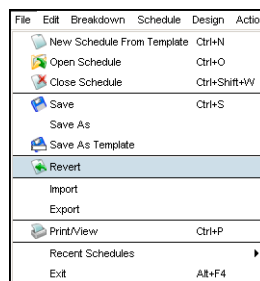 File Edit Breakdown Schedule Design Actio
New Schedule From Template Ctrl+N
Open Schedule Ctrl+O
Close Schedule Ctrl+Shift+W
Save Ctrl+S
Save As
Save As Template
Revert
Import
Export
Print/View Ctrl+P
Recent Schedules
Exit Alt+F4